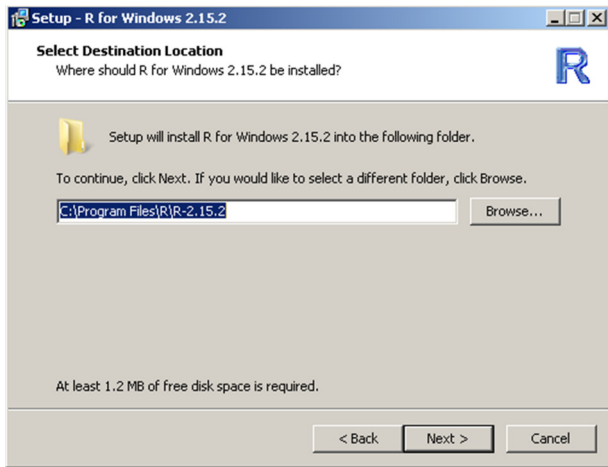 Setup - R for Windows 2.15.2
Select Destination Location
Where should R for Windows 2.15.2 be installed?
R
Setup will install R for Windows 2.15.2 into the following folder.
To continue, click Next. If you would like to select a different folder, click Browse.
C:\Program Files\R\R-2.15.2
Browse...
At least 1.2 MB of free disk space is required.
< Back
Next >
Cancel